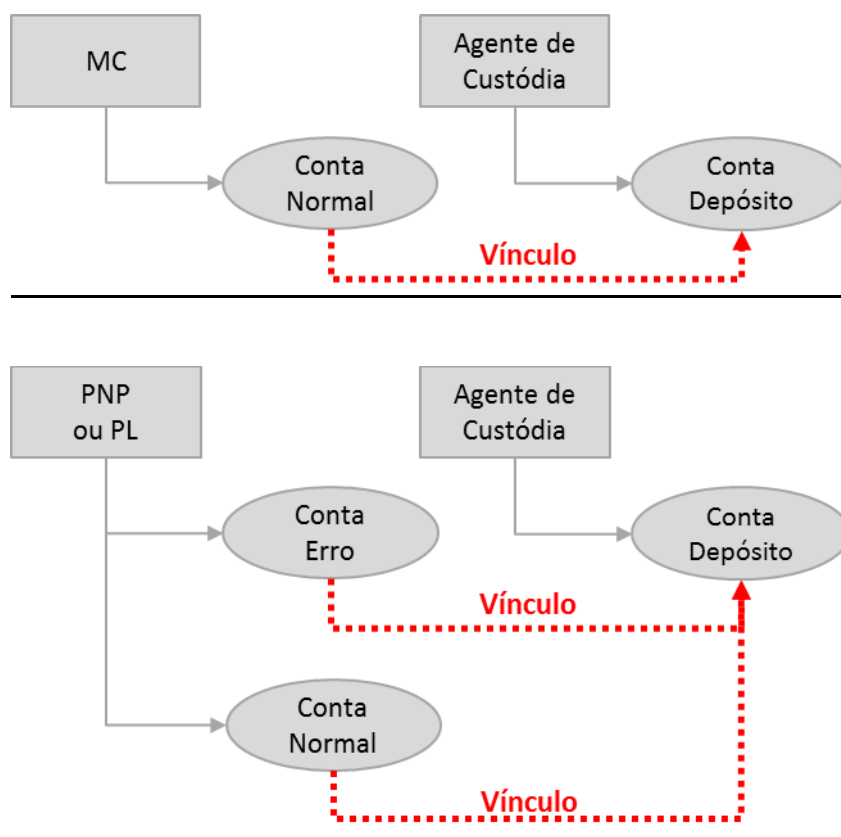 MC
Agente de
Custódia
Conta
Normal
Conta
Depósito
Vínculo
PNP
ou PL
Agente de
Custódia
Conta
Erro
Conta
Depósito
Vínculo
Conta
Normal
Vínculo